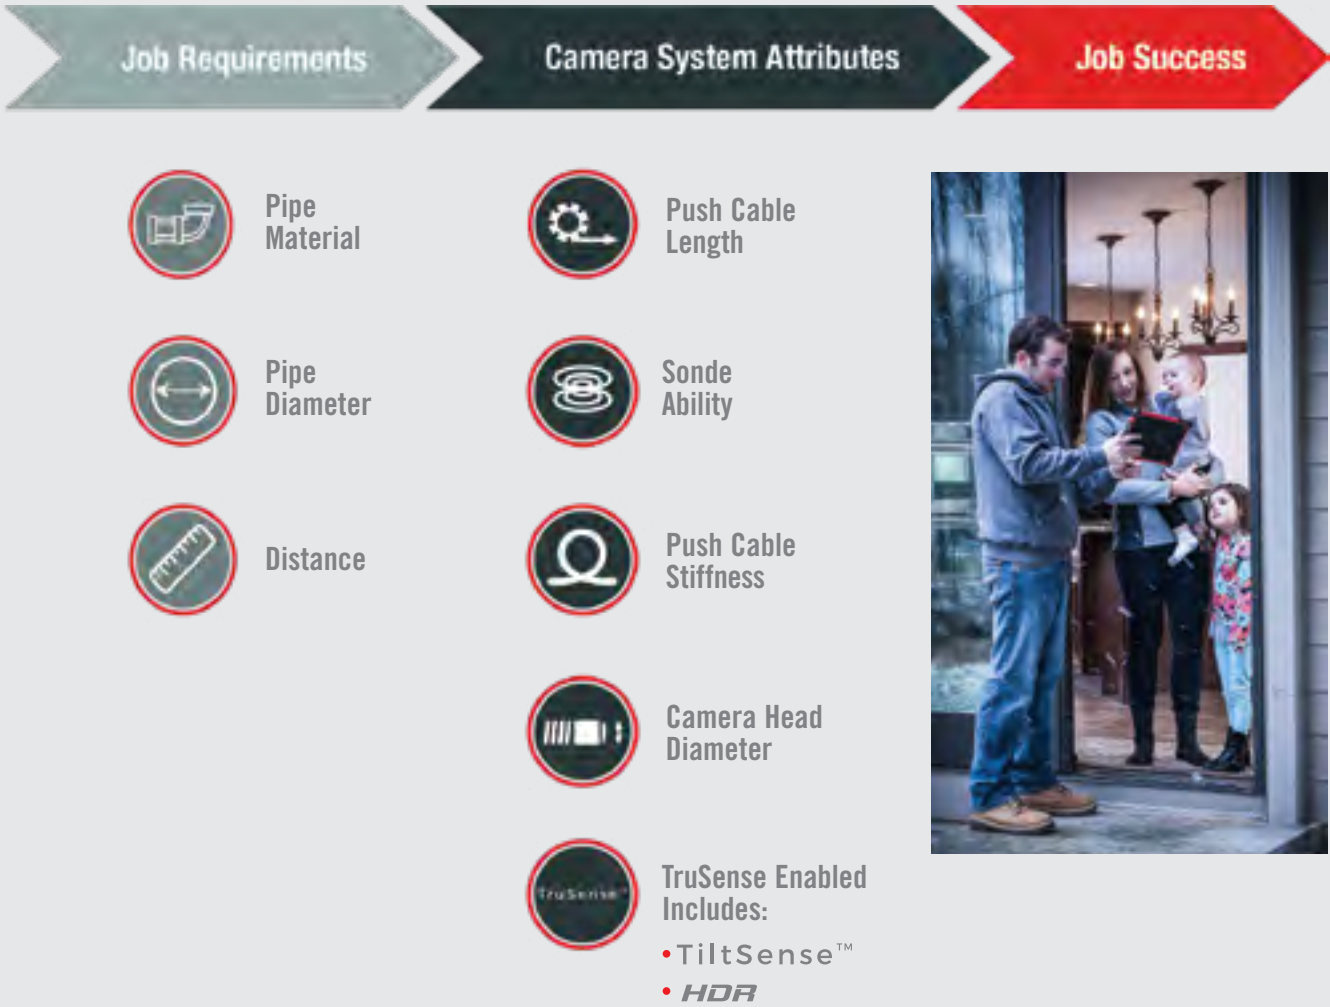 Job Requirements
Camera System Attributes
Job Success
Pipe
Material
Pipe
Diameter
Distance
Push Cable
Length
Sonde
Ability
Push Cable
Stiffness
Camera Head
Diameter
TruSense™
TruSense Enabled
Includes:
•TiltSense™
• HDR